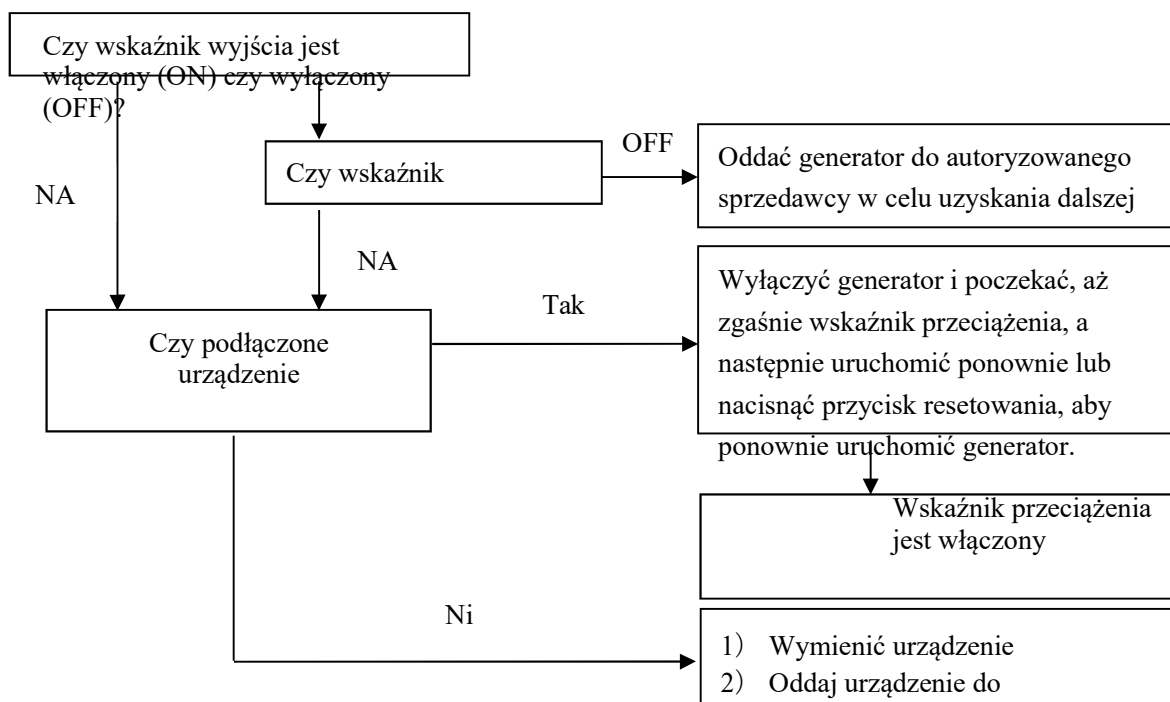 Czy wskaźnik wyjścia jest
włączony (ON) czy wyłączony
(OFF)?
OFF
Czy wskaźnik
Oddać generator do autoryzowanego
sprzedawcy w celu uzyskania dalszej
NA
NA
Tak
Czy podłączone
urządzenie
Wyłączyć generator i poczekać, aż
zgaśnie wskaźnik przeciążenia, a
następnie uruchomić ponownie lub
nacisnąć przycisk resetowania, aby
ponownie uruchomić generator.
Wskaźnik przeciążenia
jest włączony
Ni
1) Wymienić urządzenie
2) Oddaj urządzenie do